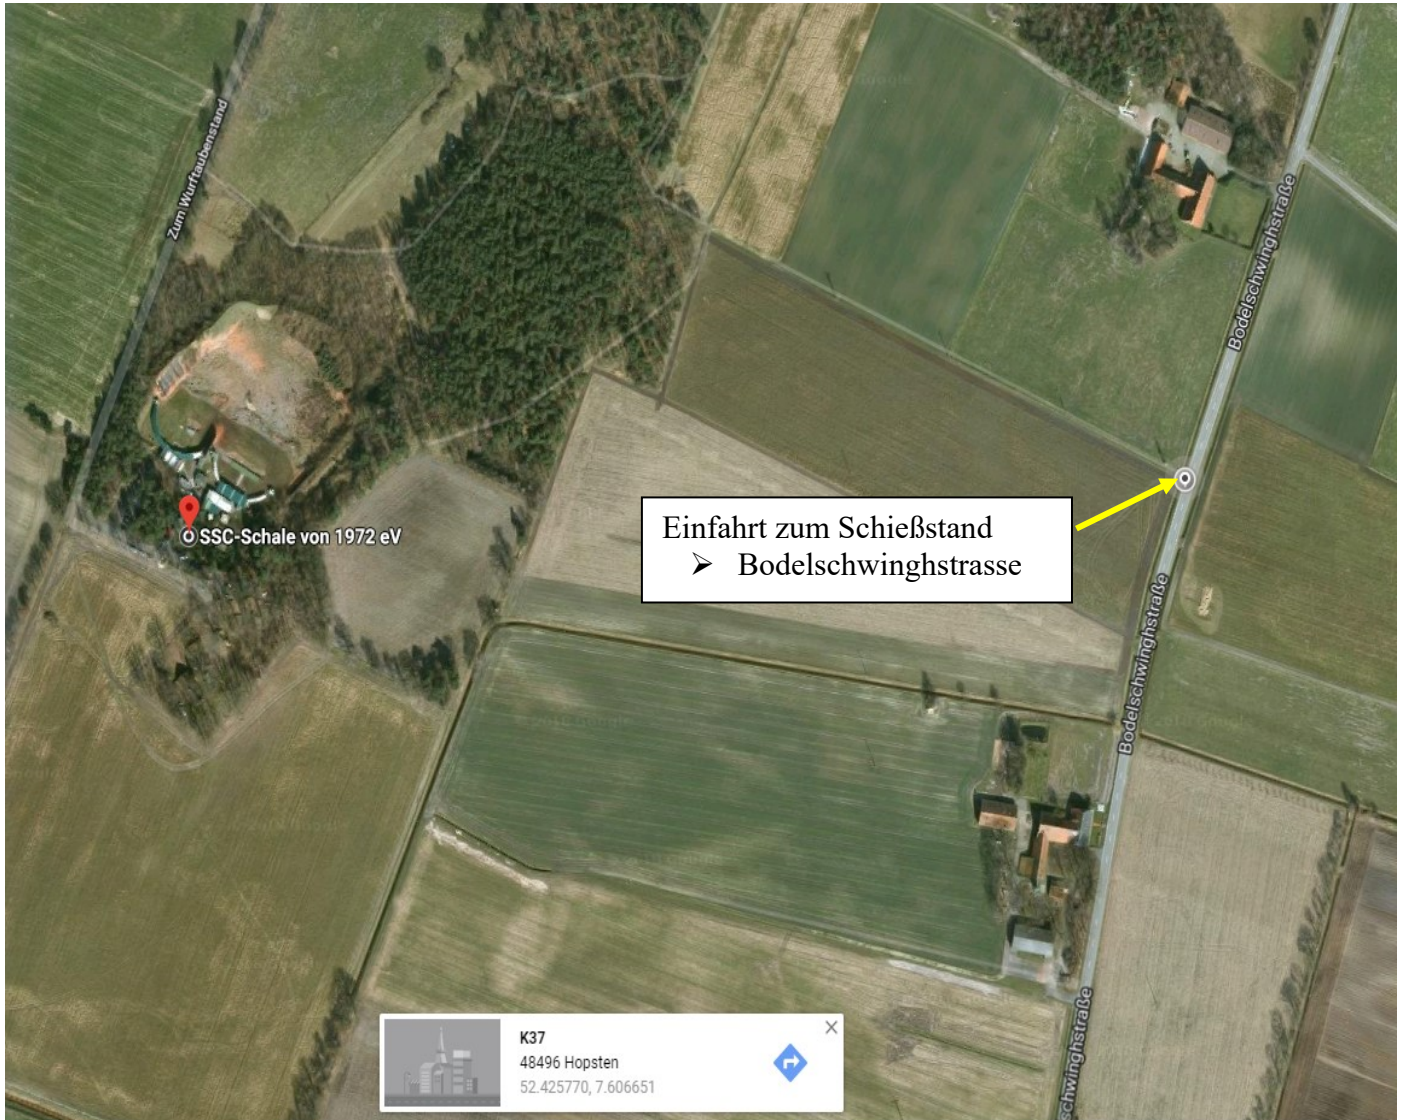 Zum Wurftaubenstand
Bodelschwinghstraße
SSC-Schale von 1972 eV
Einfahrt zum Schießstand
➢ Bodelschwinghstrasse
Bodelschwinghstraße
K37
48496 Hopsten
52.425770, 7.606651
schwinghstraße